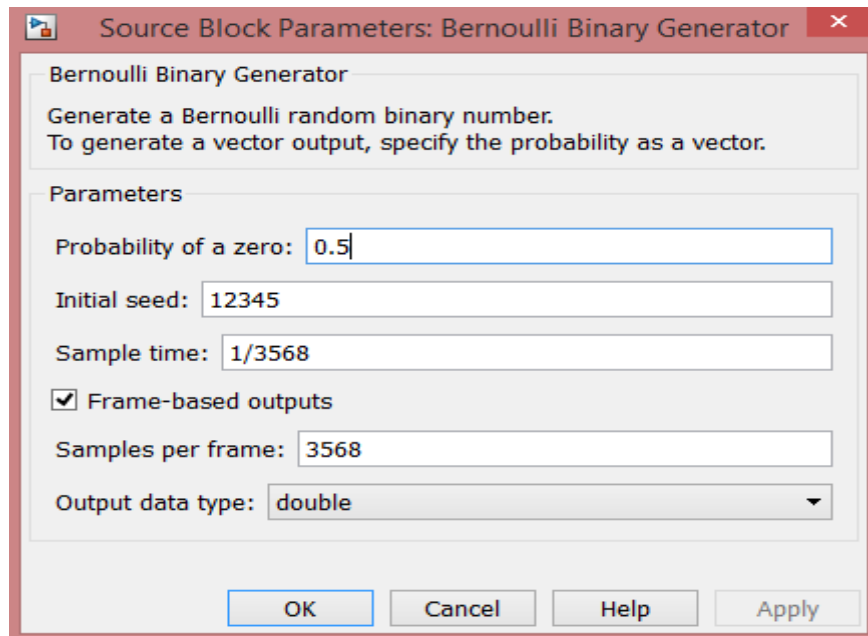 Source Block Parameters: Bernoulli Binary Generator
Bernoulli Binary Generator
Generate a Bernoulli random binary number.
To generate a vector output, specify the probability as a vector.
Parameters
Probability of a zero: 0.5
Initial seed: 12345
Sample time: 1/3568
Frame-based outputs
Samples per frame: 3568
Output data type: double
OK Cancel Help Apply